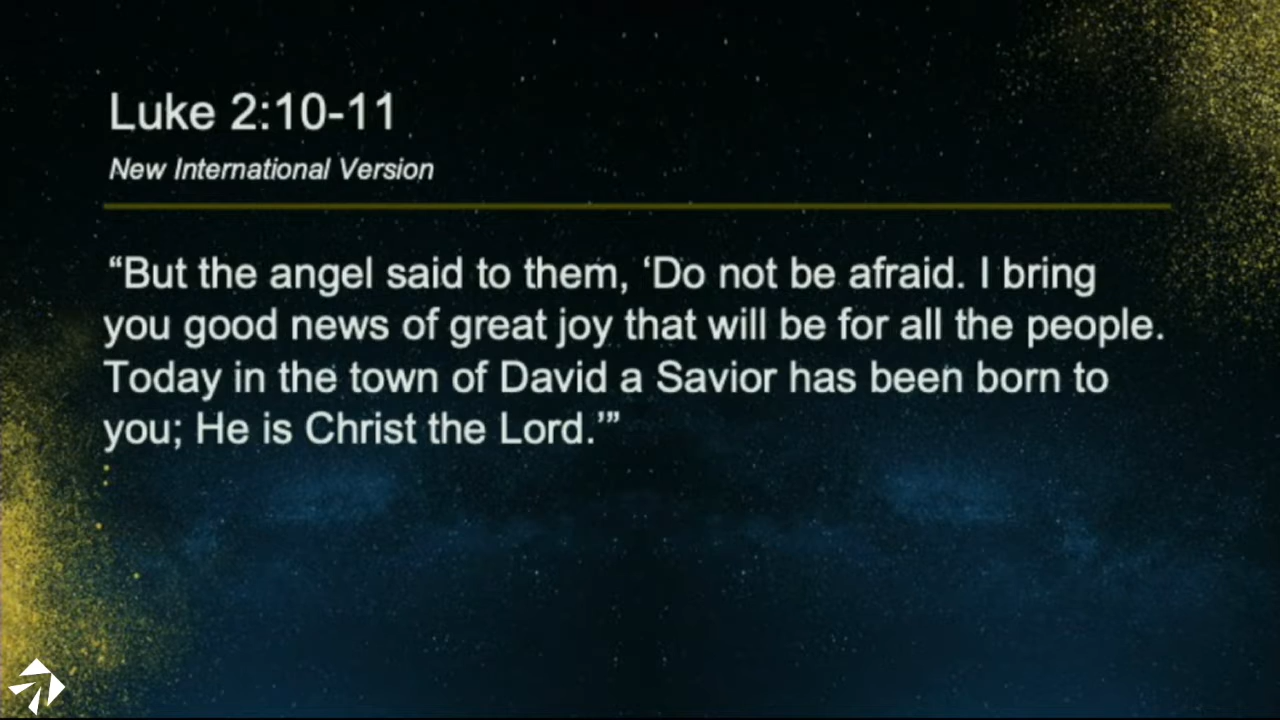 Luke 2:10-11
New International Version
“But the angel said to them, ‘Do not be afraid. I bring
you good news of great joy that will be for all the people.
Today in the town of David a Savior has been born to
you; He is Christ the Lord.’”